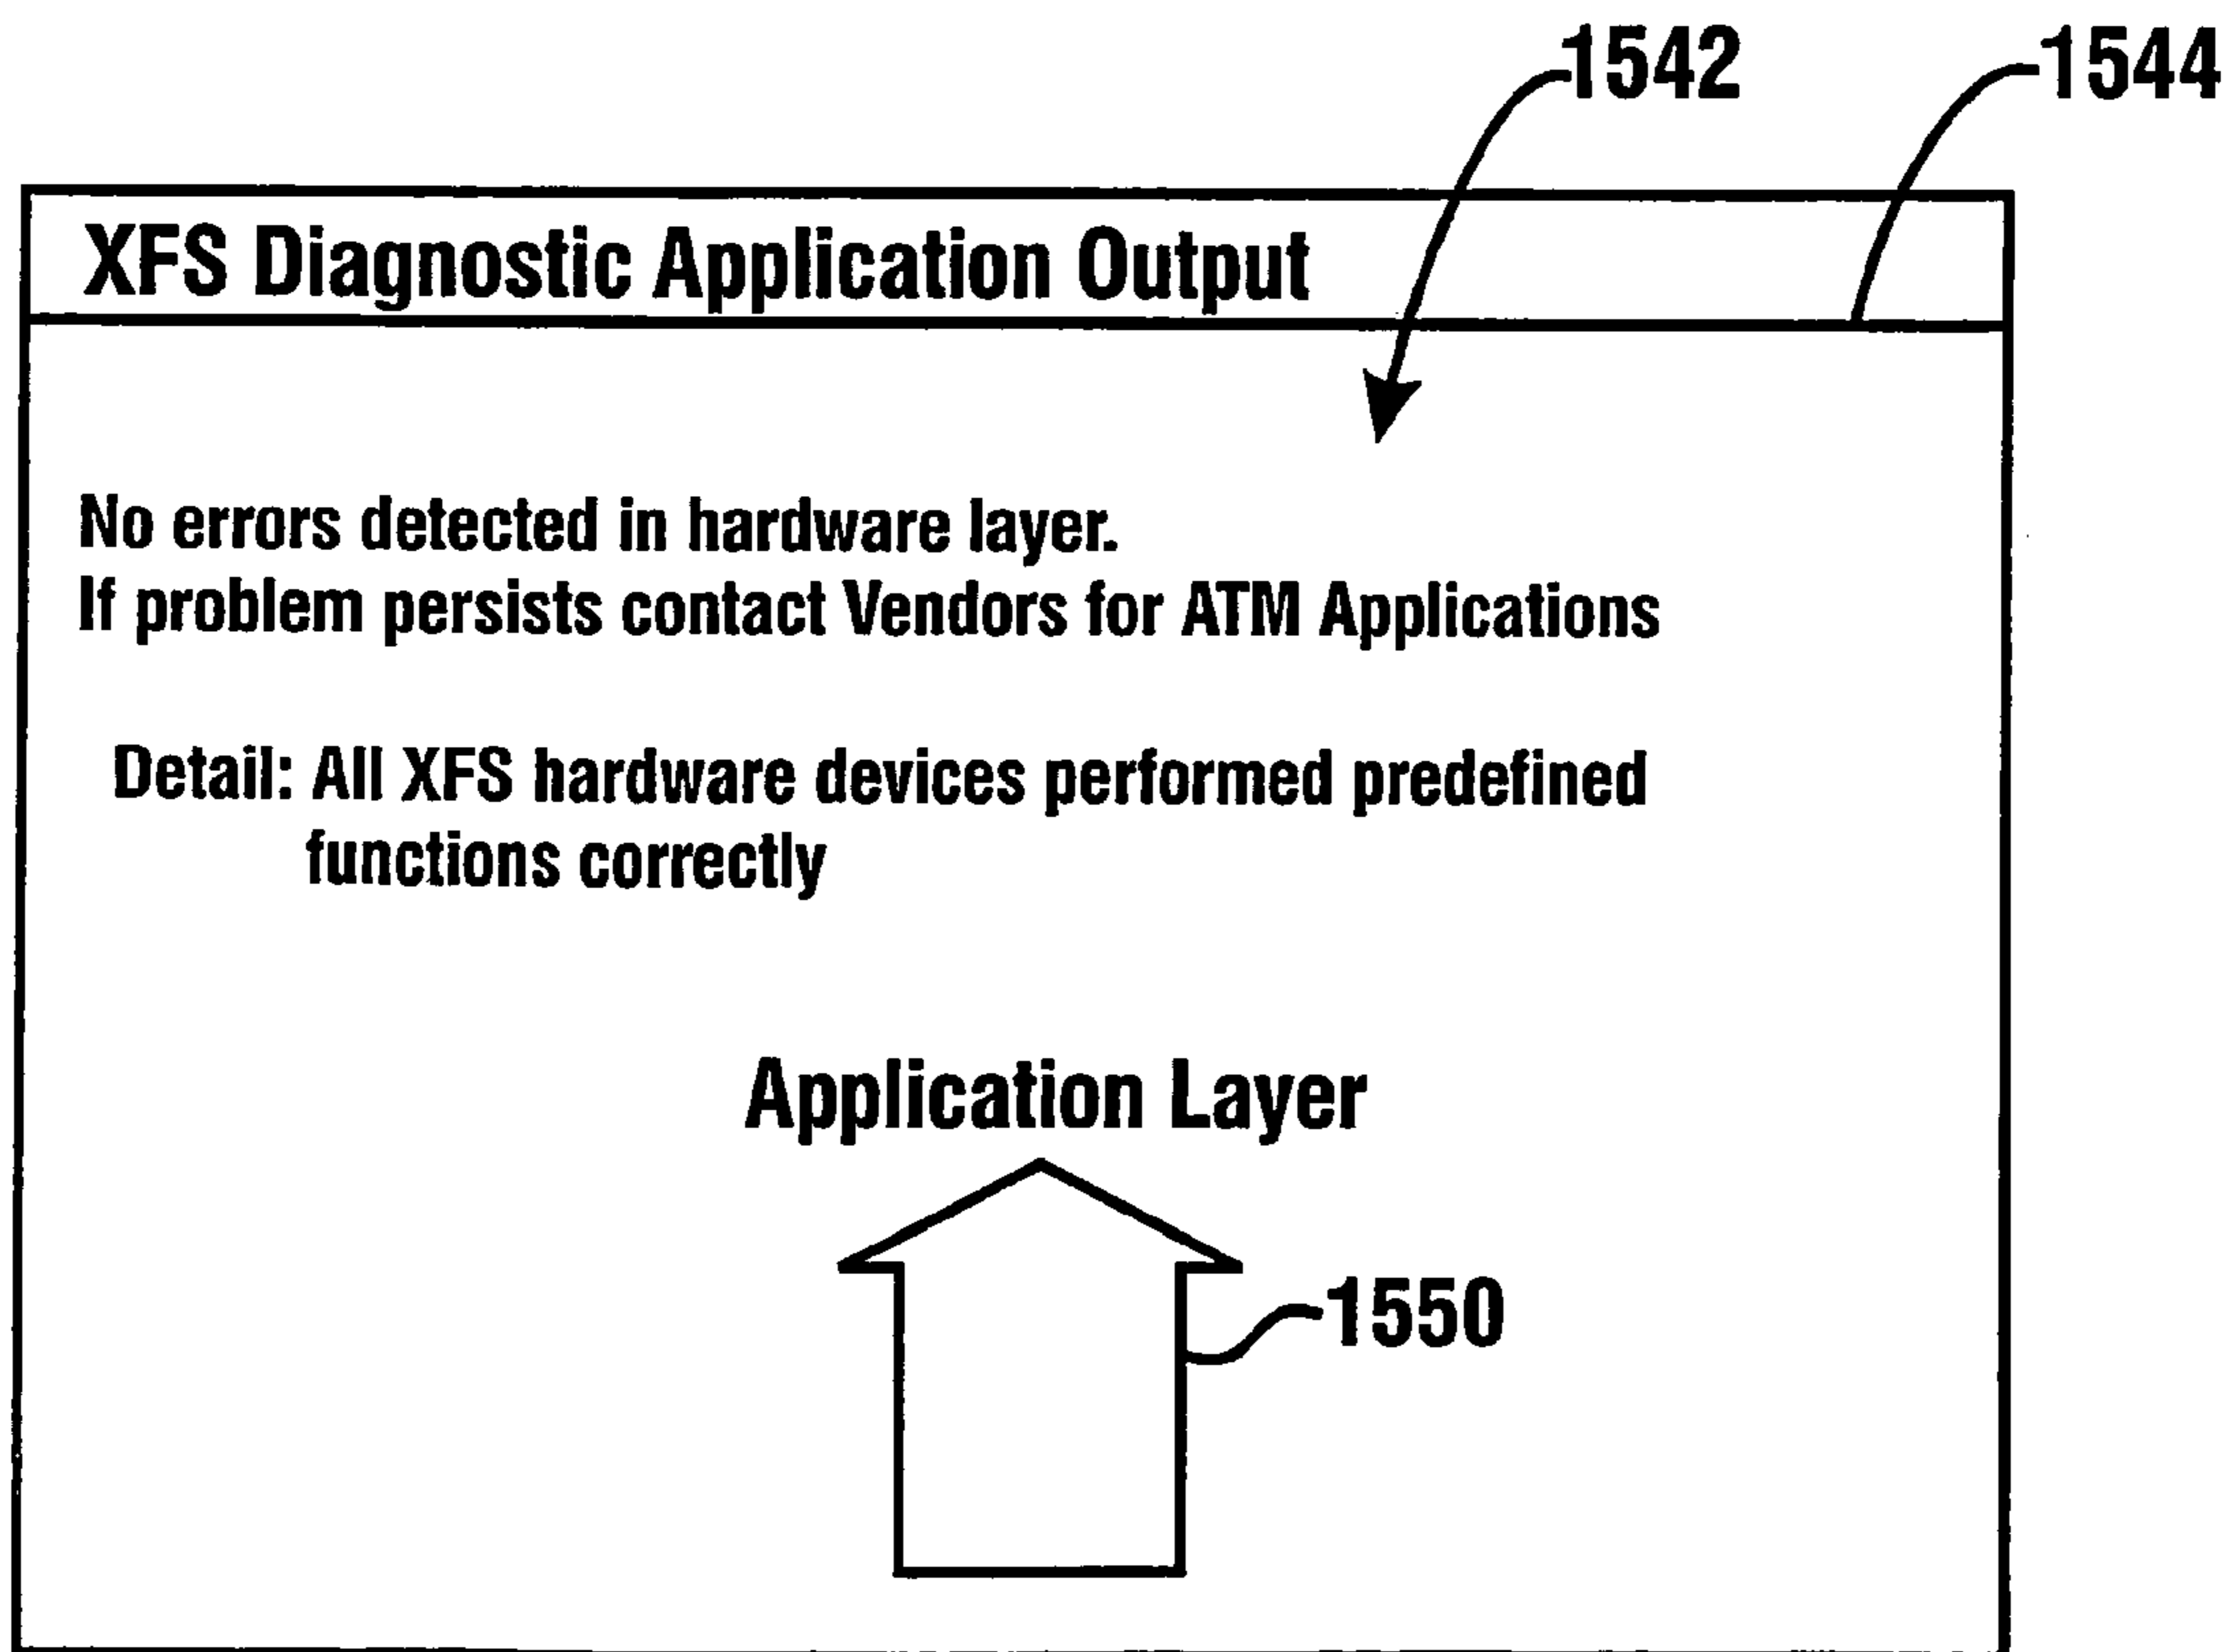 1542
1544
XFS Diagnostic Application Output
No errors detected in hardware layer.
If problem persists contact Vendors for ATM Applications
Detail: All XFS hardware devices performed predefined
functions correctly
Application Layer
1550